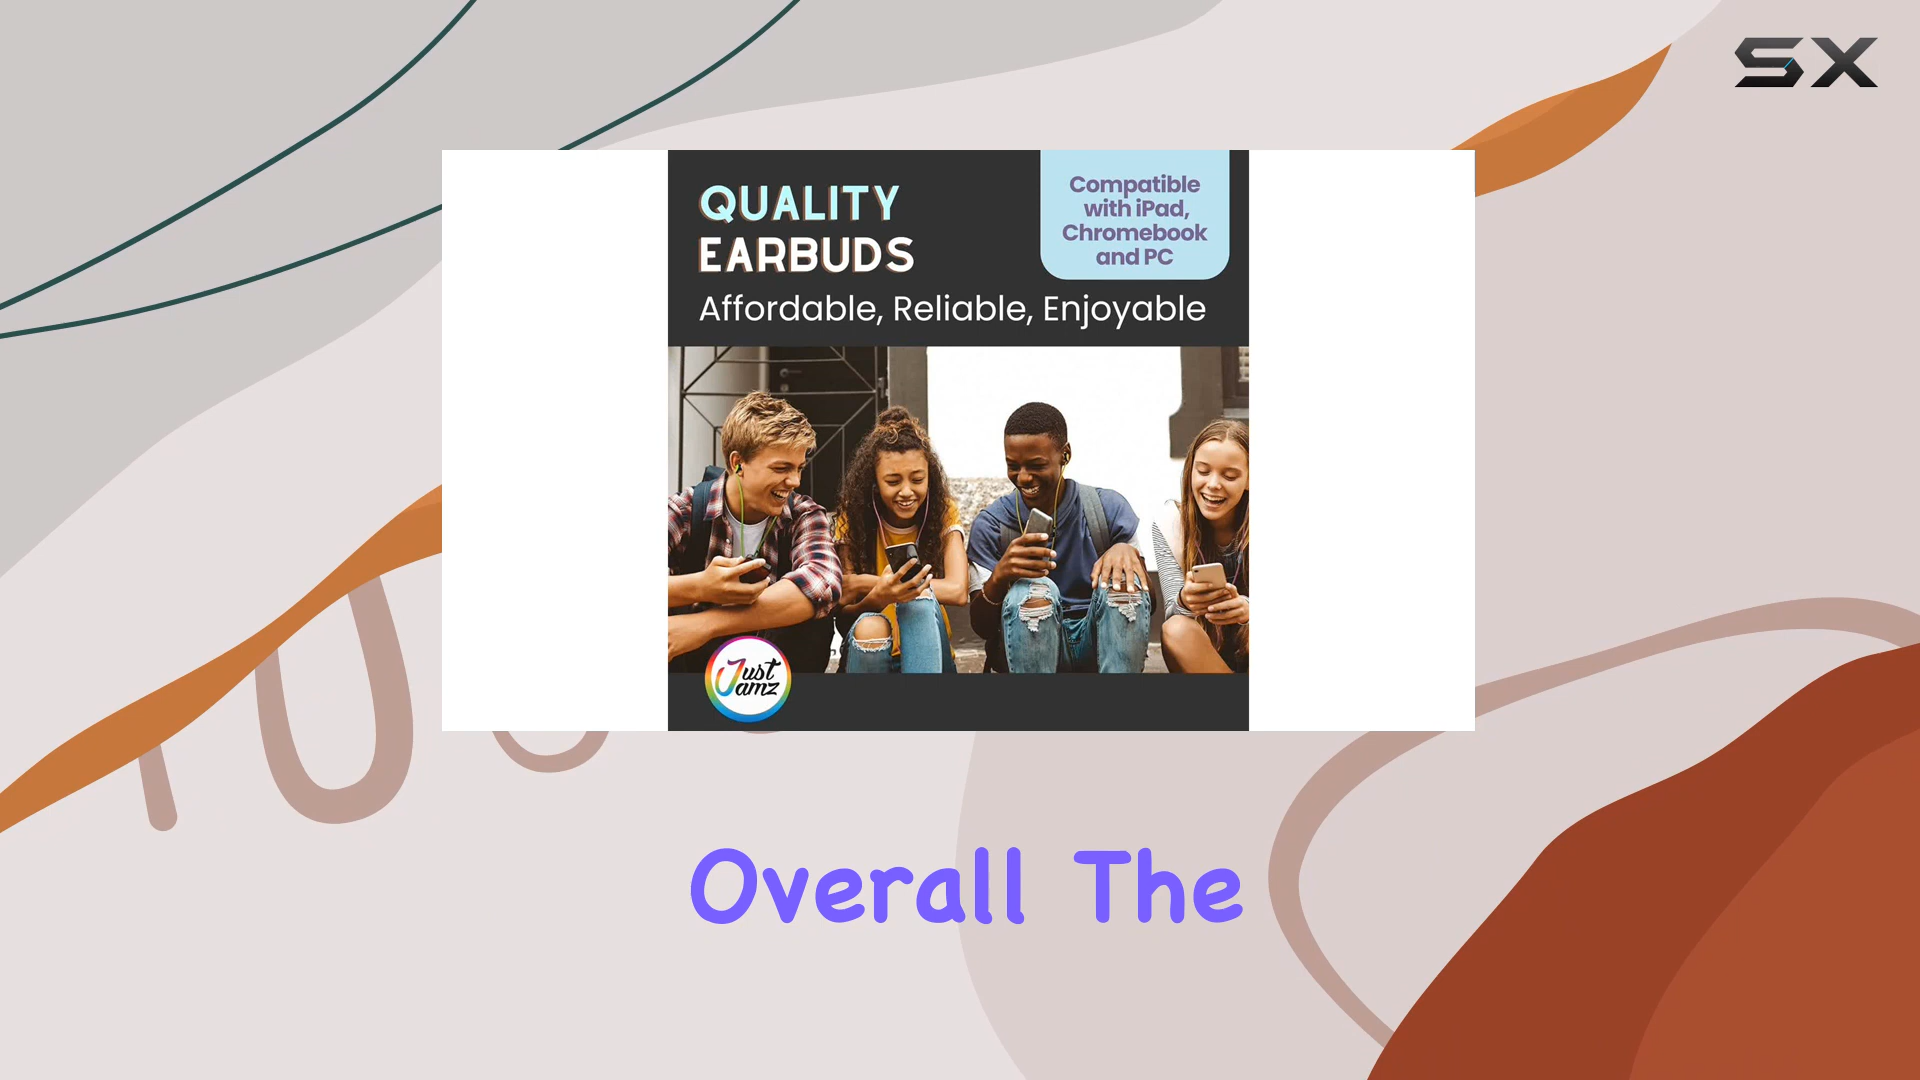 SX
QUALITY
EARBUDS
Affordable, Reliable, Enjoyable
Compatible
with iPad,
Chromebook
and PC
Just
Jamz
Overall The